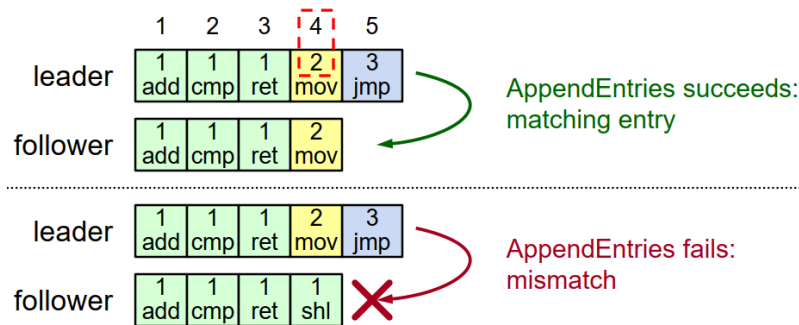 1 2 3 4 5
leader
1 1 1 2 3
add cmp ret mov jmp
AppendEntries succeeds:
matching entry
follower
1 1 1 2
add cmp ret mov
leader
1 1 1 2 3
add cmp ret mov jmp
AppendEntries fails:
mismatch
follower
1 1 1 1
add cmp ret shl